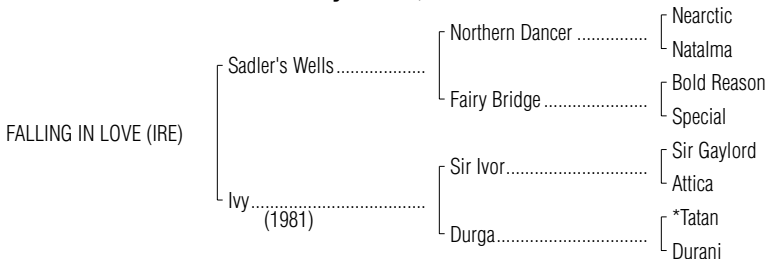 Nearctic
Northern Dancer ...............
Natalma
Sadler's Wells...................
Bold Reason
Fairy Bridge......................
Special
FALLING IN LOVE (IRE)
Sir Gaylord
Sir Ivor..............................
Attica
Ivy....................................
(1981)
*Tatan
Durga................................
Durani